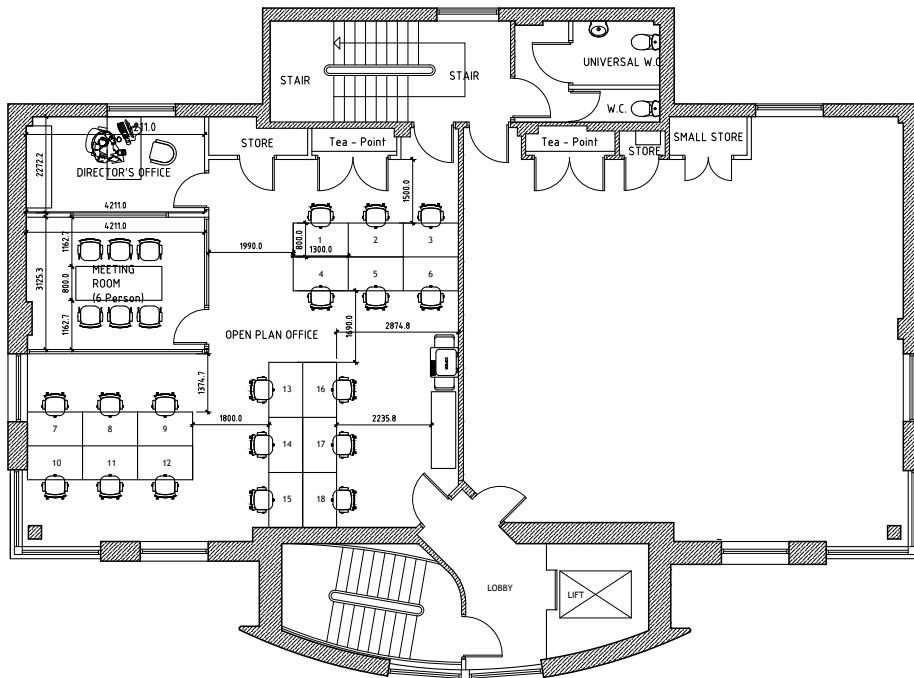 STAIR
STAIR
UNIVERSAL W.C
W.C.
4211.0
STORE
Tea - Point
Tea - Point
STORE
SMALL STORE
2272.2
DIRECTOR'S OFFICE
4211.0
4211.0
1500.0
1990.0
800.0
1300.0
1
2
3
4
5
6
1162.7
3125.3
800.0
1162.7
MEETING
ROOM
(6 Person)
OPEN PLAN OFFICE
1690.0
2874.8
1374.7
13
16
7
8
9
1800.0
2235.8
14
17
10
11
12
15
18
LOBBY
LIFT